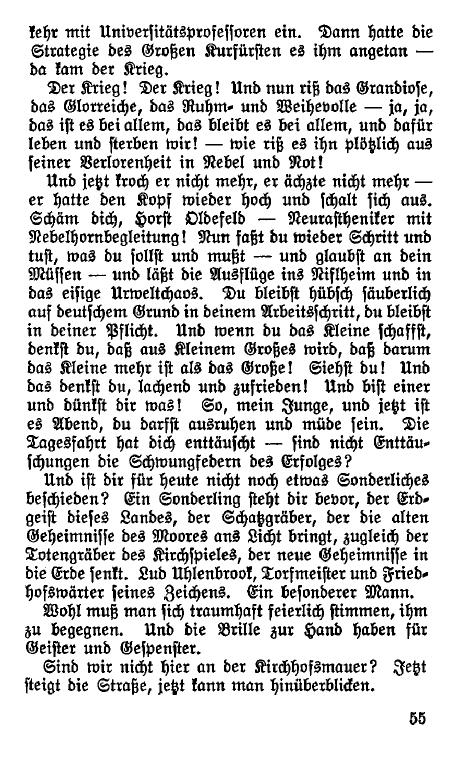 kehr mit Universitätsprofessoren ein. Dann hatte die
Strategie des Großen Kurfürsten es ihm angetan —
da kam der Krieg.
Der Krieg! Der Krieg! Und nun riß das Grandiose,
das Glorreiche, das Ruhm- und Weihevolle — ja, ja,
das ist es bei allem, das bleibt es bei allem, und dafür
leben und sterben wir! — wie riß es ihn plötzlich aus
seiner Verlorenheit in Nebel und Not!
Und jetzt kroch er nicht mehr, er ächzte nicht mehr —
er hatte den Kopf wieder hoch und schalt sich aus.
Schäm dich, Horst Oldefeld — Neurastheniker mit
Nebelhornbegleitung! Nun faßt du wieder Schritt und
tust, was du sollst und mußt — und glaubst an dein
Müssen — und läßt die Ausflüge ins Niflheim und in
das eisige Urweltchaos. Du bleibst hübsch säuberlich
auf deutschem Grund in deinem Arbeitsschritt, du bleibst
in deiner Pflicht. Und wenn du das Kleine schaffst,
denkst du, daß aus Kleinem Großes wird, daß darum
das Kleine mehr ist als das Große! Siehst du! Und
das denkst du, lachend und zufrieden! Und bist einer
und dünkst dir was! So, mein Junge, und jetzt ist
es Abend, du darfst ausruhen und müde sein. Die
Tagesfahrt hat dich enttäuscht — sind nicht Enttäu-
schungen die Schwungfedern des Erfolges?
Und ist dir für heute nicht noch etwas Sonderliches
beschieden? Ein Sonderling steht dir bevor, der Erd-
geist dieses Landes, der Schatzgräber, der die alten
Geheimnisse des Moores ans Licht bringt, zugleich der
Totengräber des Kirchspieles, der neue Geheimnisse in
die Erde senkt. Lud Uhlenbrook, Torfmeister und Fried-
hofswärter seines Zeichens. Ein besonderer Mann.
Wohl muß man sich traumhaft feierlich stimmen, ihm
zu begegnen. Und die Brille zur Hand haben für
Geister und Gespenster.
Sind wir nicht hier an der Kirchhofsmauer? Jetzt
steigt die Straße, jetzt kann man hinüberblicken.
55